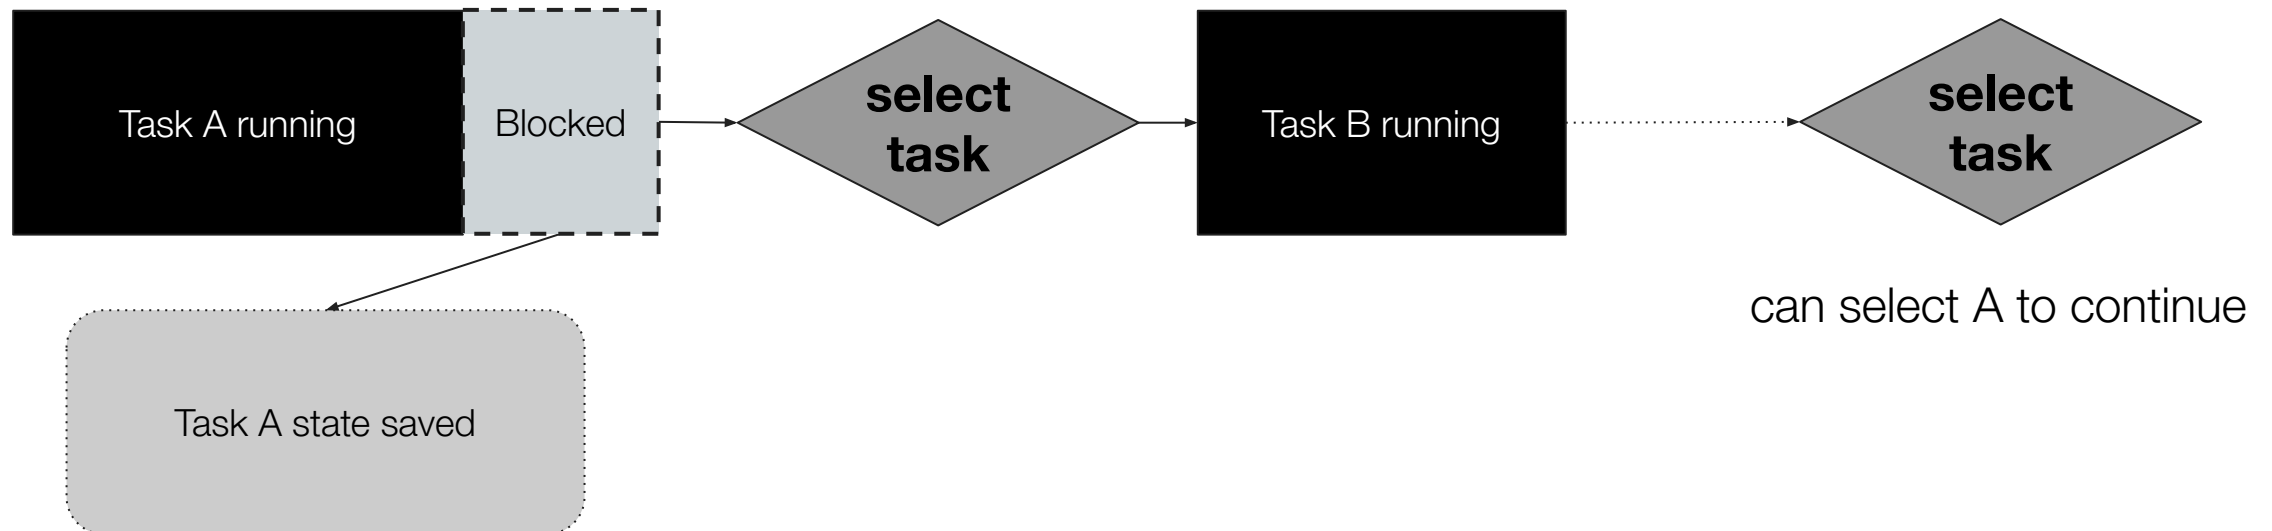 Task A running
Blocked
select
task
Task B running
select
task
can select A to continue
Task A state saved